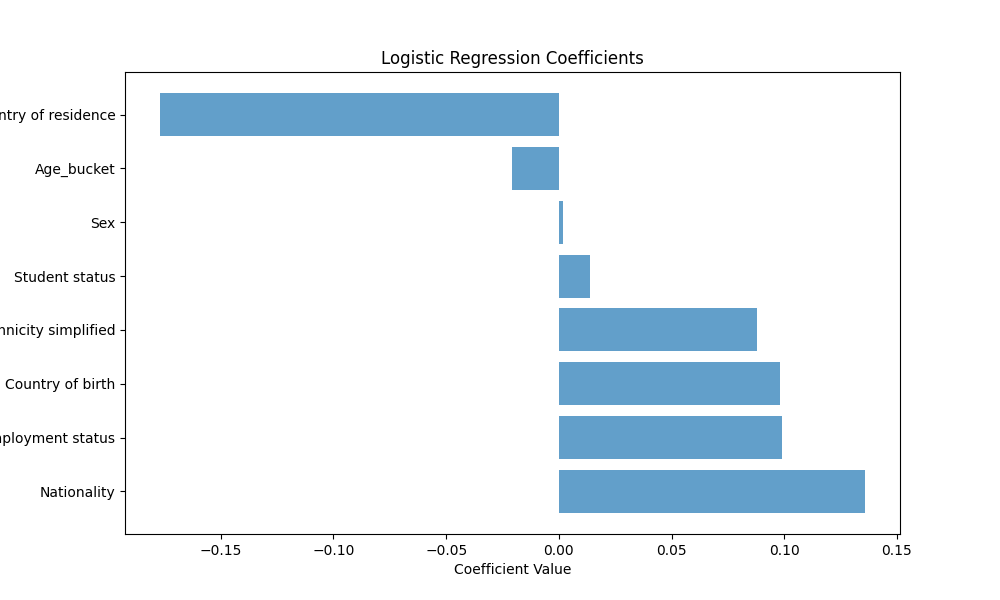 Logistic Regression Coefficients
ntry of residence
Age_bucket
Sex
Student status
hnicity simplified
Country of birth
ployment status
Nationality
−0.15 −0.10 −0.05 0.00 0.05 0.10 0.15
Coefficient Value